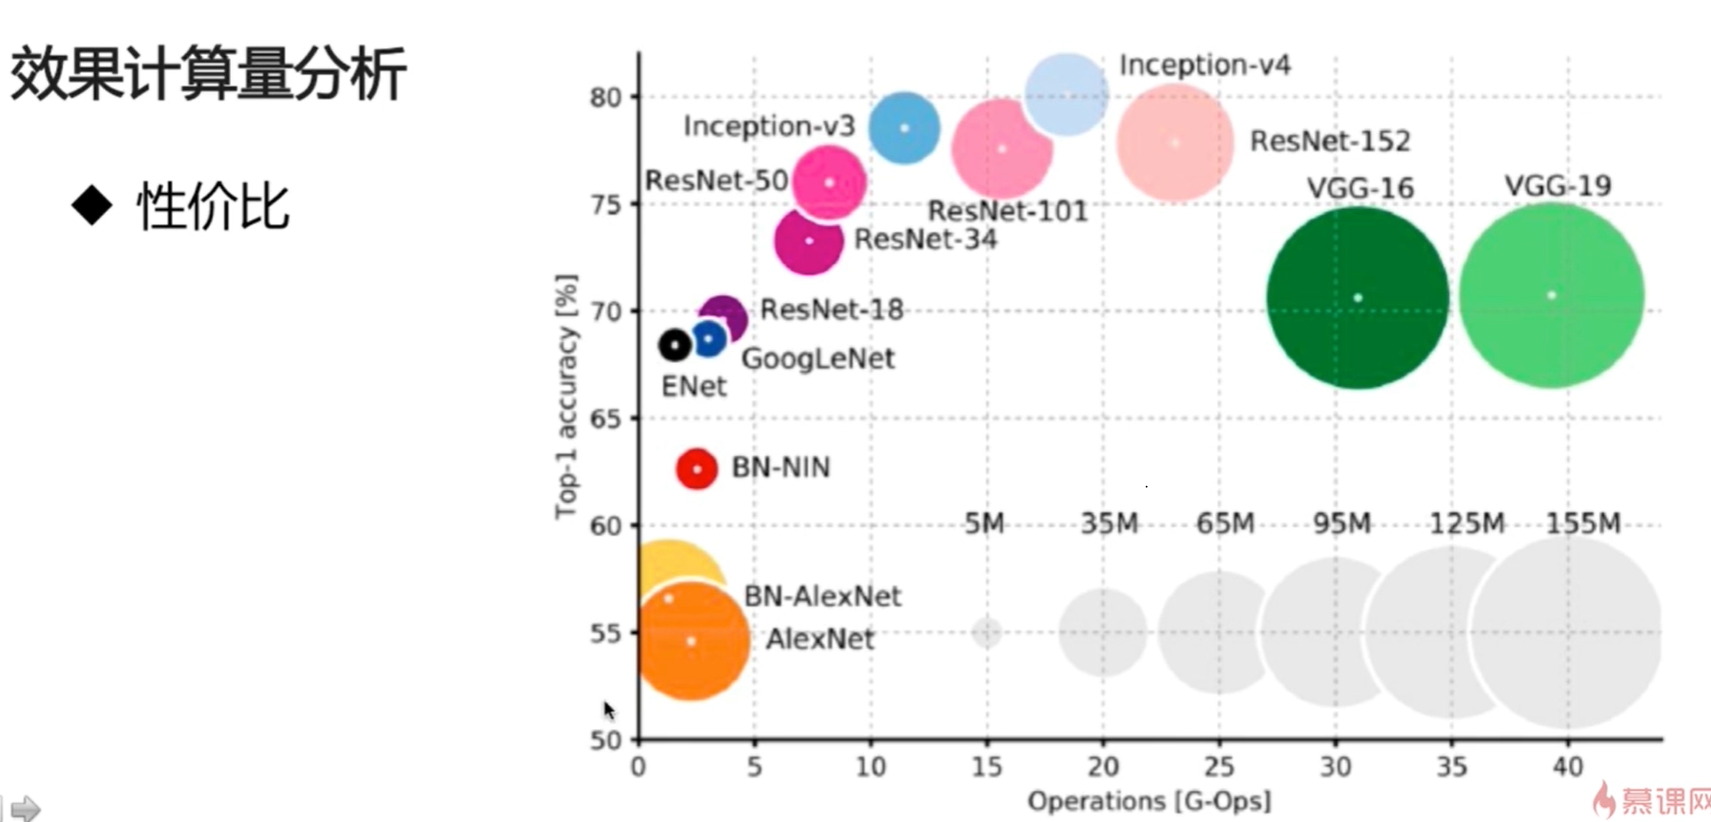 效果计算量分析
◆ 性价比
Top-1 accuracy [%]
80
75
70
65
60
55
50
Inception-v4
Inception-v3
ResNet-152
ResNet-50
VGG-16
VGG-19
ResNet-101
ResNet-34
ResNet-18
GoogLeNet
ENet
BN-NIN
5M 35M 65M 95M 125M 155M
BN-AlexNet
AlexNet
0 5 10 15 20 25 30 35 40
Operations [G-Ops]
慕课网